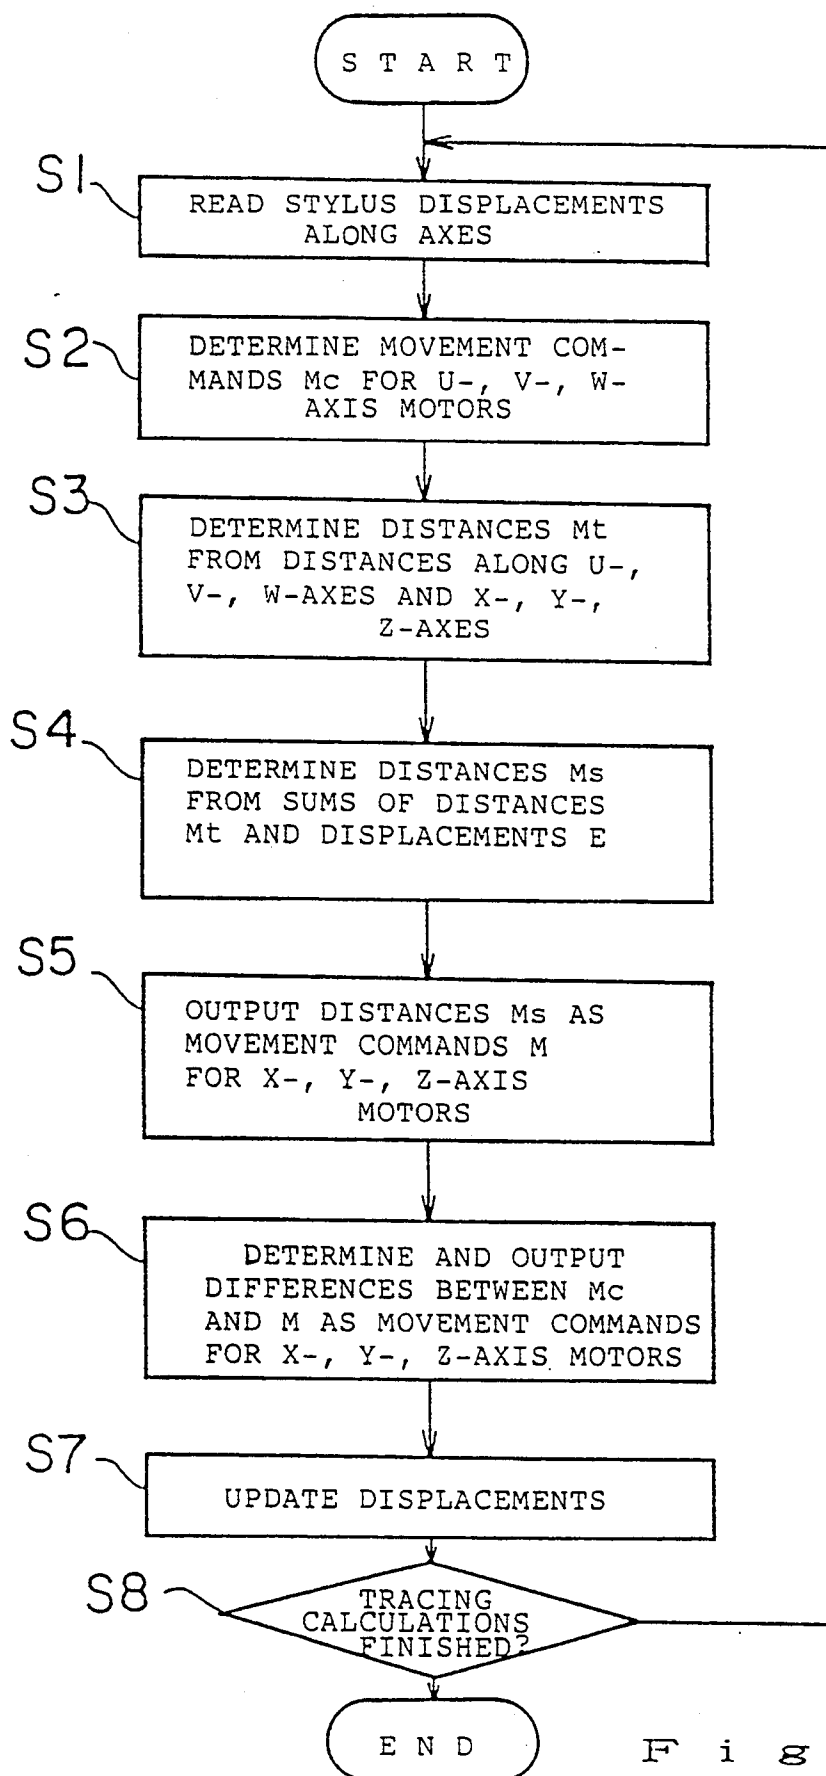 START
S1
READ STYLUS DISPLACEMENTS
ALONG AXES
S2
DETERMINE MOVEMENT COM-
MANDS Mc FOR U-, V-, W-
AXIS MOTORS
S3
DETERMINE DISTANCES Mt
FROM DISTANCES ALONG U-,
V-, W-AXES AND X-, Y-,
Z-AXES
S4
DETERMINE DISTANCES Ms
FROM SUMS OF DISTANCES
Mt AND DISPLACEMENTS E
S5
OUTPUT DISTANCES Ms AS
MOVEMENT COMMANDS M
FOR X-, Y-, Z-AXIS
MOTORS
S6
DETERMINE AND OUTPUT
DIFFERENCES BETWEEN Mc
AND M AS MOVEMENT COMMANDS
FOR X-, Y-, Z-AXIS MOTORS
S7
UPDATE DISPLACEMENTS
S8
TRACING
CALCULATIONS
FINISHED?
END
Fig